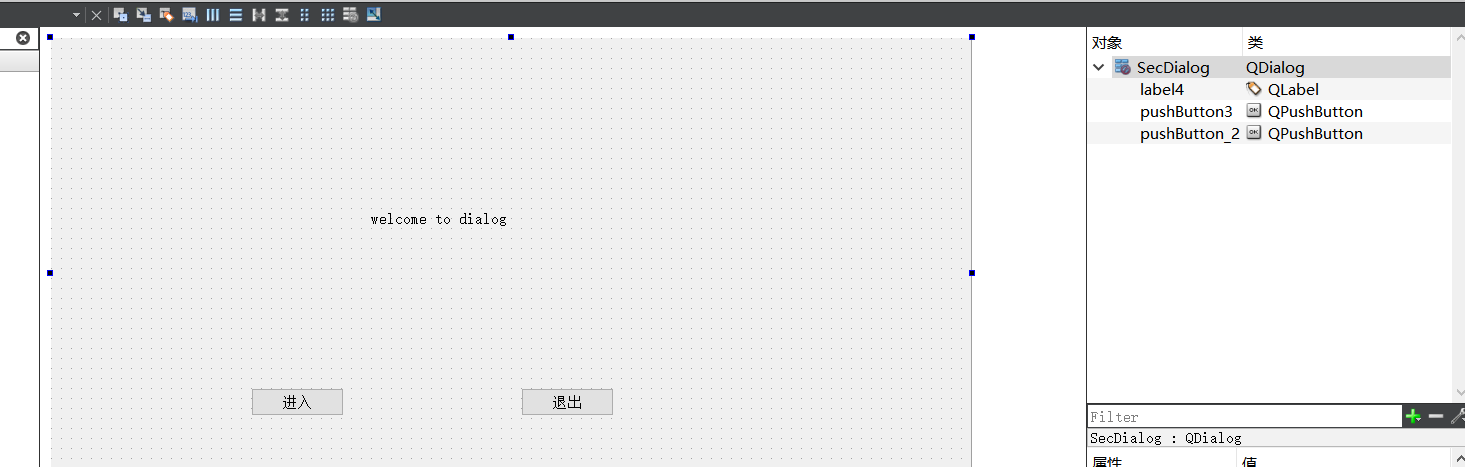 对象 类
SecDialog QDialog
label4 QLabel
pushButton3 QPushButton
pushButton_2 QPushButton
welcome to dialog
进入 退出
Filter
SecDialog : QDialog
属性 值